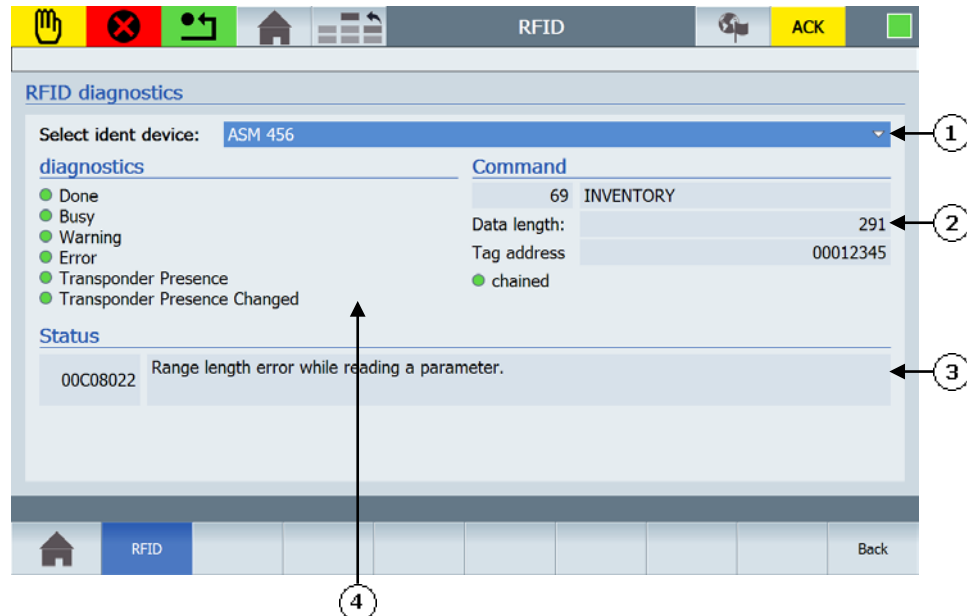 RFID
ACK
RFID diagnostics
Select ident device: ASM 456
1
diagnostics
Command
Done
69 INVENTORY
Busy
Data length: 291
2
Warning
Error
Tag address 00012345
Transponder Presence
chained
Transponder Presence Changed
Status
00C08022 Range length error while reading a parameter.
3
RFID
Back
4